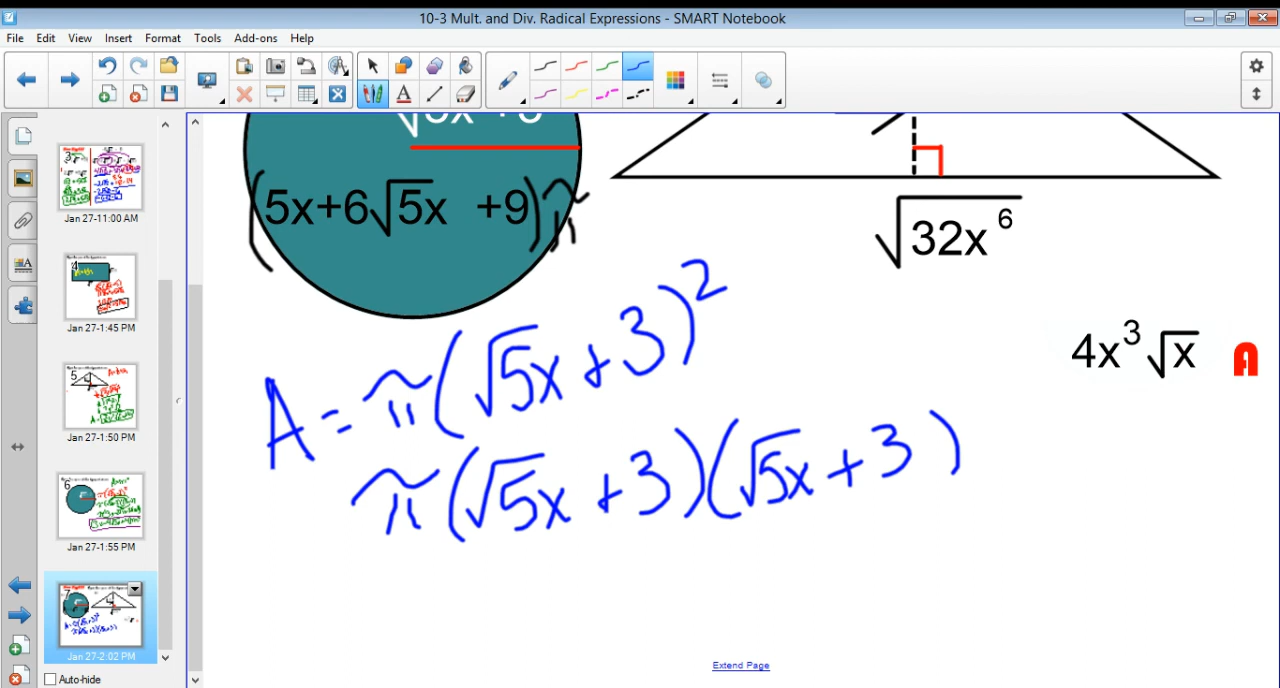 10-3 Mult. and Div. Radical Expressions - SMART Notebook
File Edit View Insert Format Tools Add-ons Help
Jan 27-11:00 AM
Jan 27-1:45 PM
Jan 27-1:50 PM
Jan 27-1:55 PM
Jan 27-2:02 PM
Auto-hide
(5x+6√5x +9)π
√32x⁶
A = π(√5x + 3)²
4x³√x A
π(√5x + 3)(√5x + 3)
Extend Page